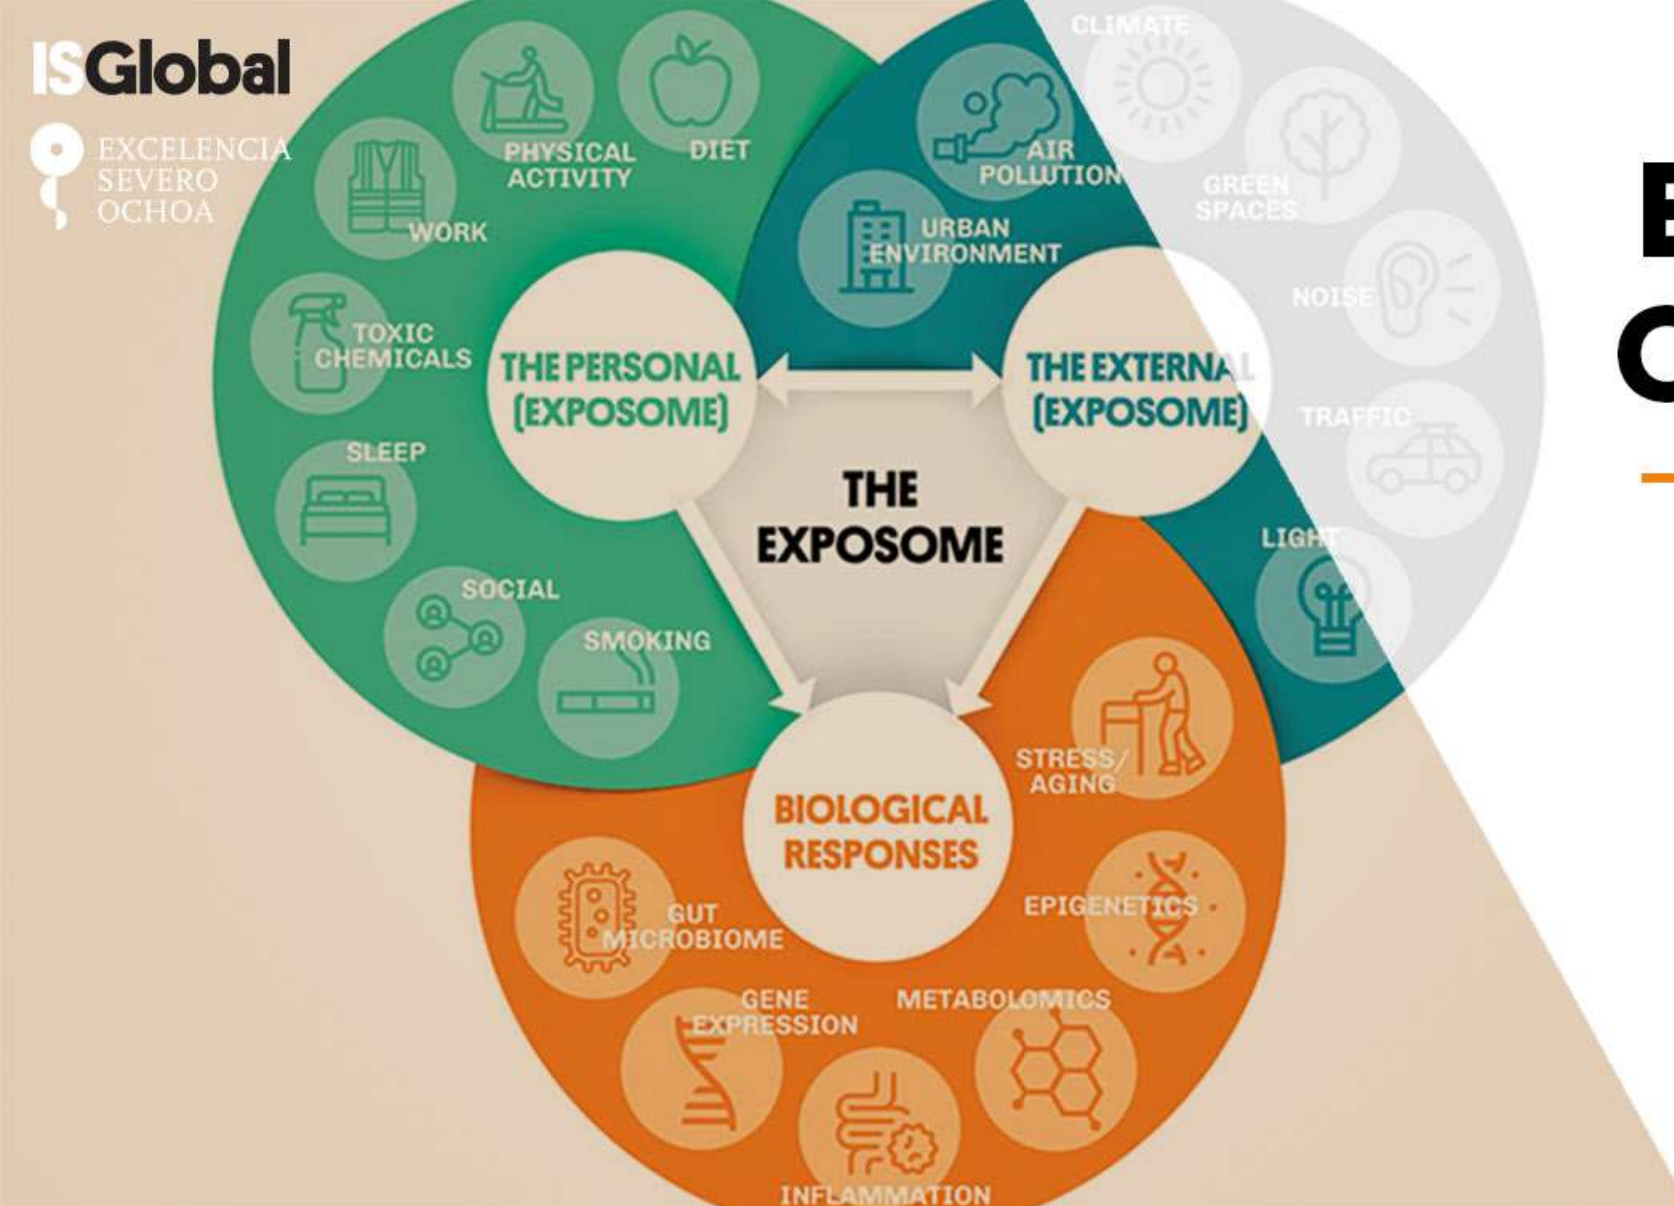 ISGlobal
EXCELENCIA
SEVERO
OCHOA
PHYSICAL
ACTIVITY
DIET
WORK
TOXIC
CHEMICALS
SLEEP
SOCIAL
SMOKING
THE PERSONAL
(EXPOSOME)
CLIMATE
AIR
POLLUTION
URBAN
ENVIRONMENT
GREEN
SPACES
NOISE
TRAFFIC
LIGHT
THE EXTERNAL
(EXPOSOME)
THE
EXPOSOME
BIOLOGICAL
RESPONSES
STRESS/
AGING
EPIGENETICS
METABOLOMICS
INFLAMMATION
GENE
EXPRESSION
GUT
MICROBIOME